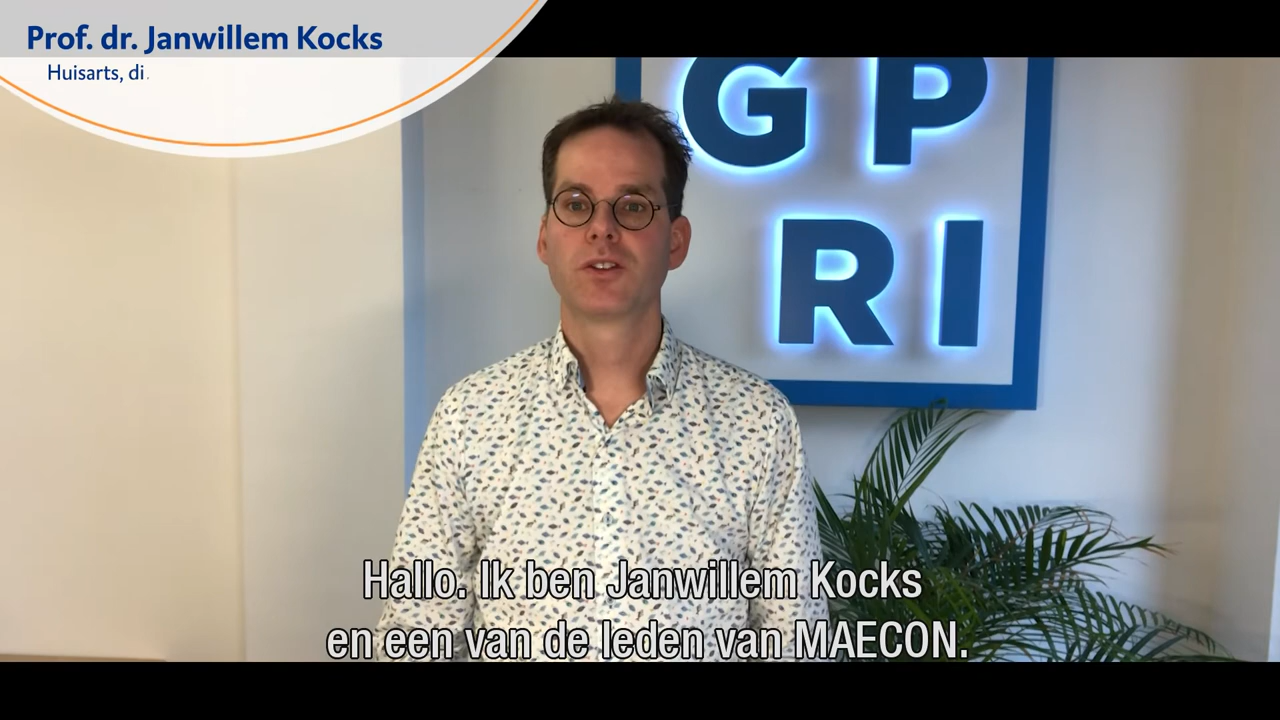 Prof. dr. Janwillem Kocks
Huisarts, di
G P
R I
Hallo. Ik ben Janwillem Kocks
en een van de leden van MAECON.